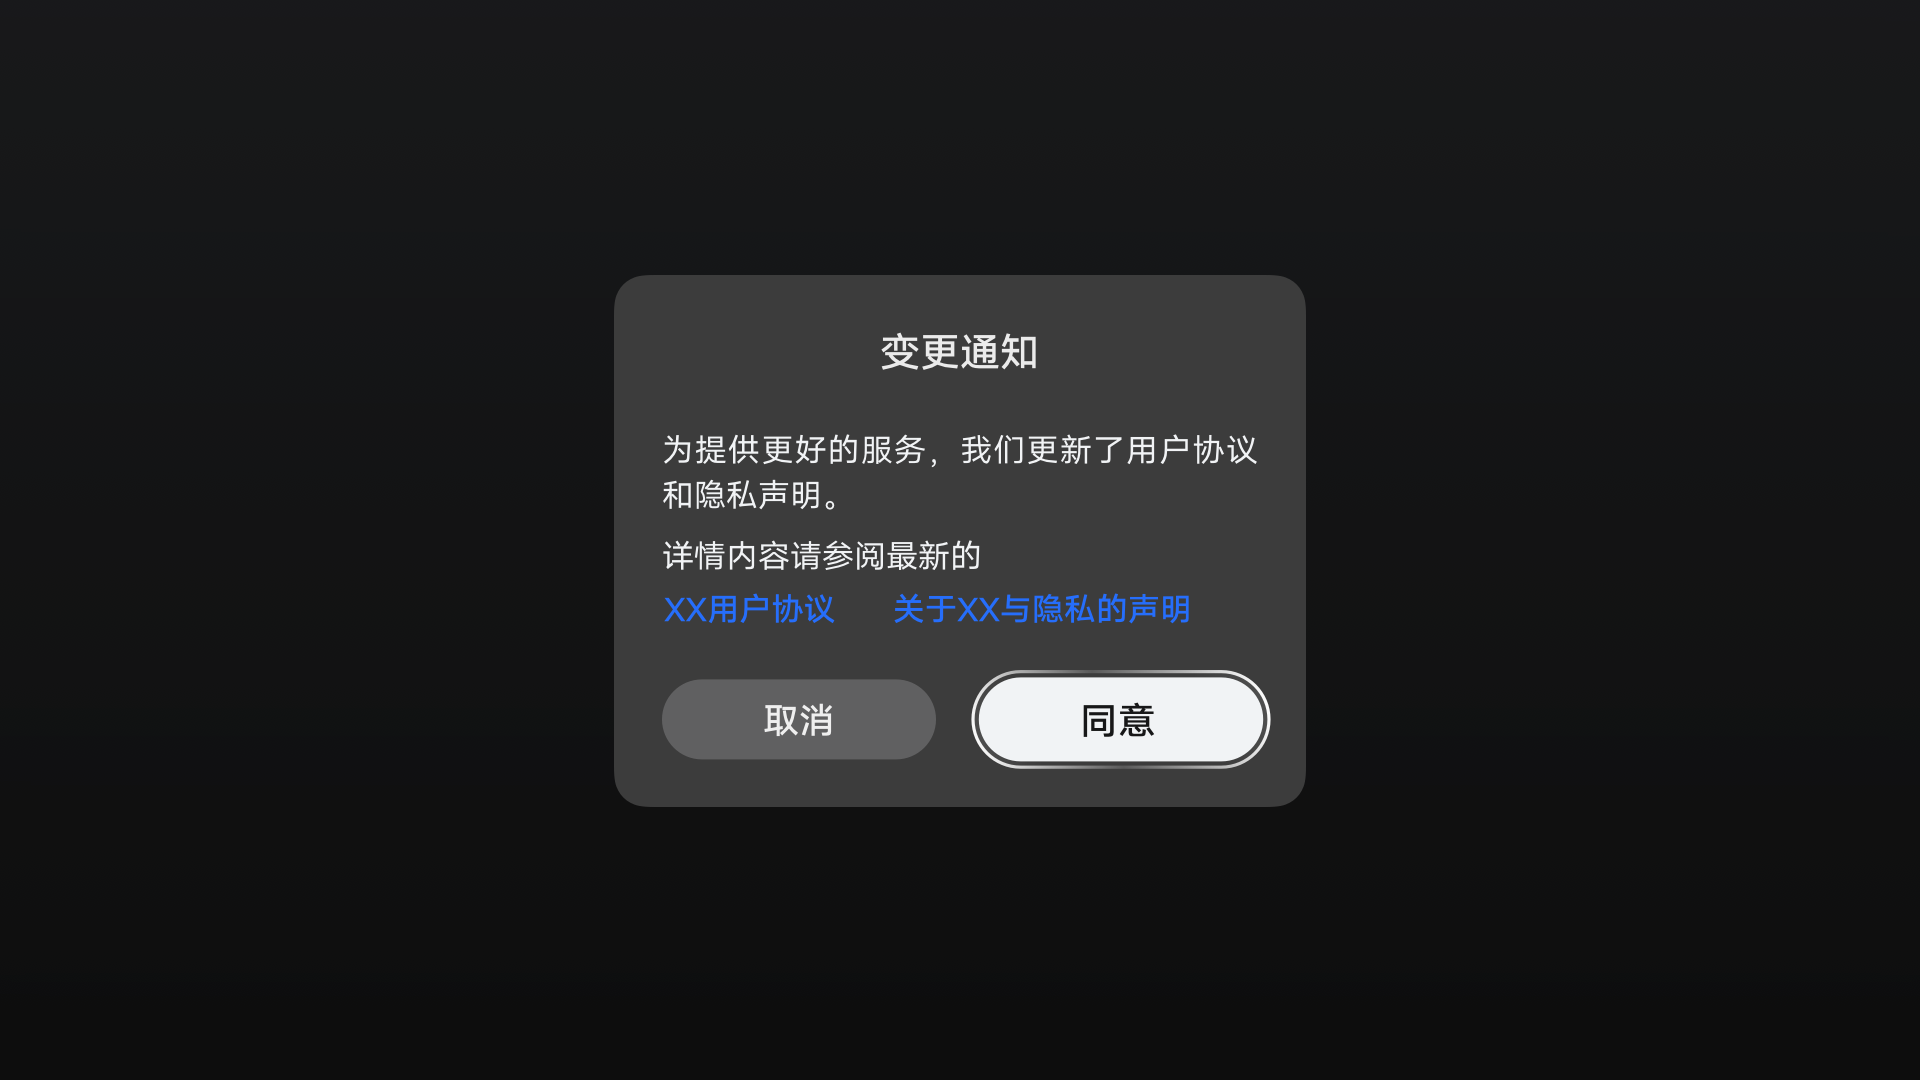 变更通知
为提供更好的服务，我们更新了用户协议
和隐私声明。
详情内容请参阅最新的
XX用户协议 关于XX与隐私的声明
取消 同意